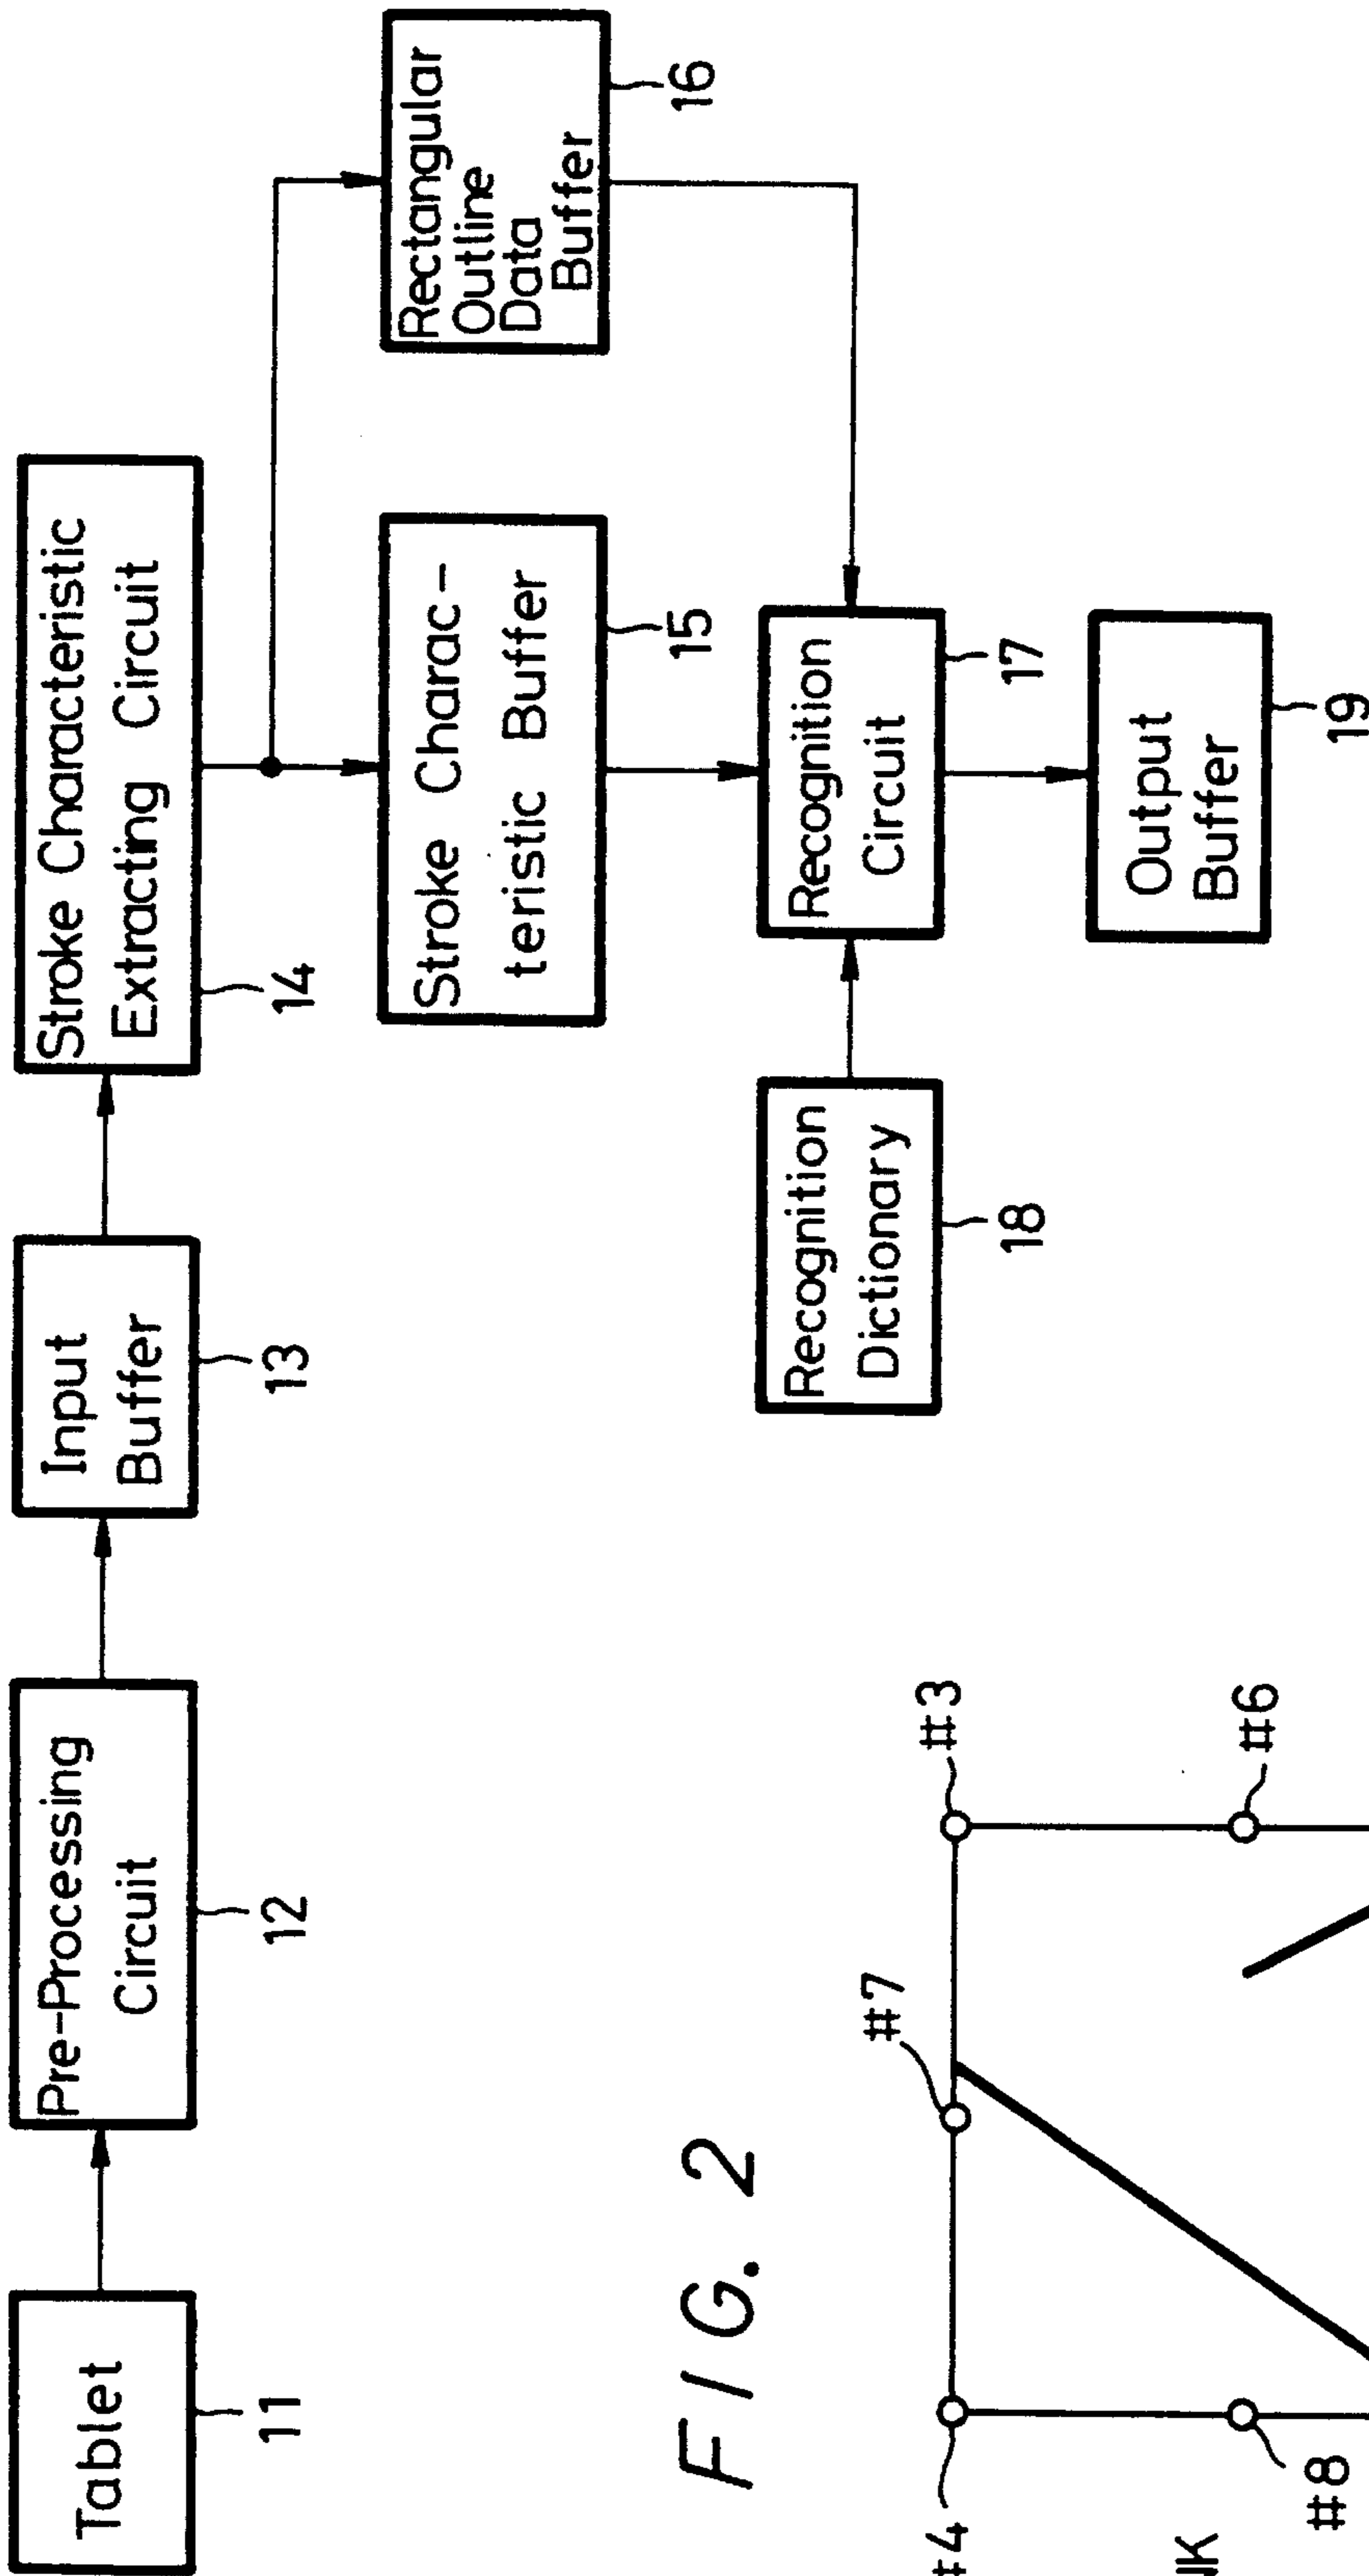 Tablet
11
Pre-Processing
Circuit
12
Input
Buffer
13
Stroke Characteristic
Extracting Circuit
14
Stroke Charac-
teristic Buffer
15
Rectangular
Outline
Data
Buffer
16
Recognition
Dictionary
18
Recognition
Circuit
17
Output
Buffer
19
FIG. 2
#4
#7
#3
#8
#6